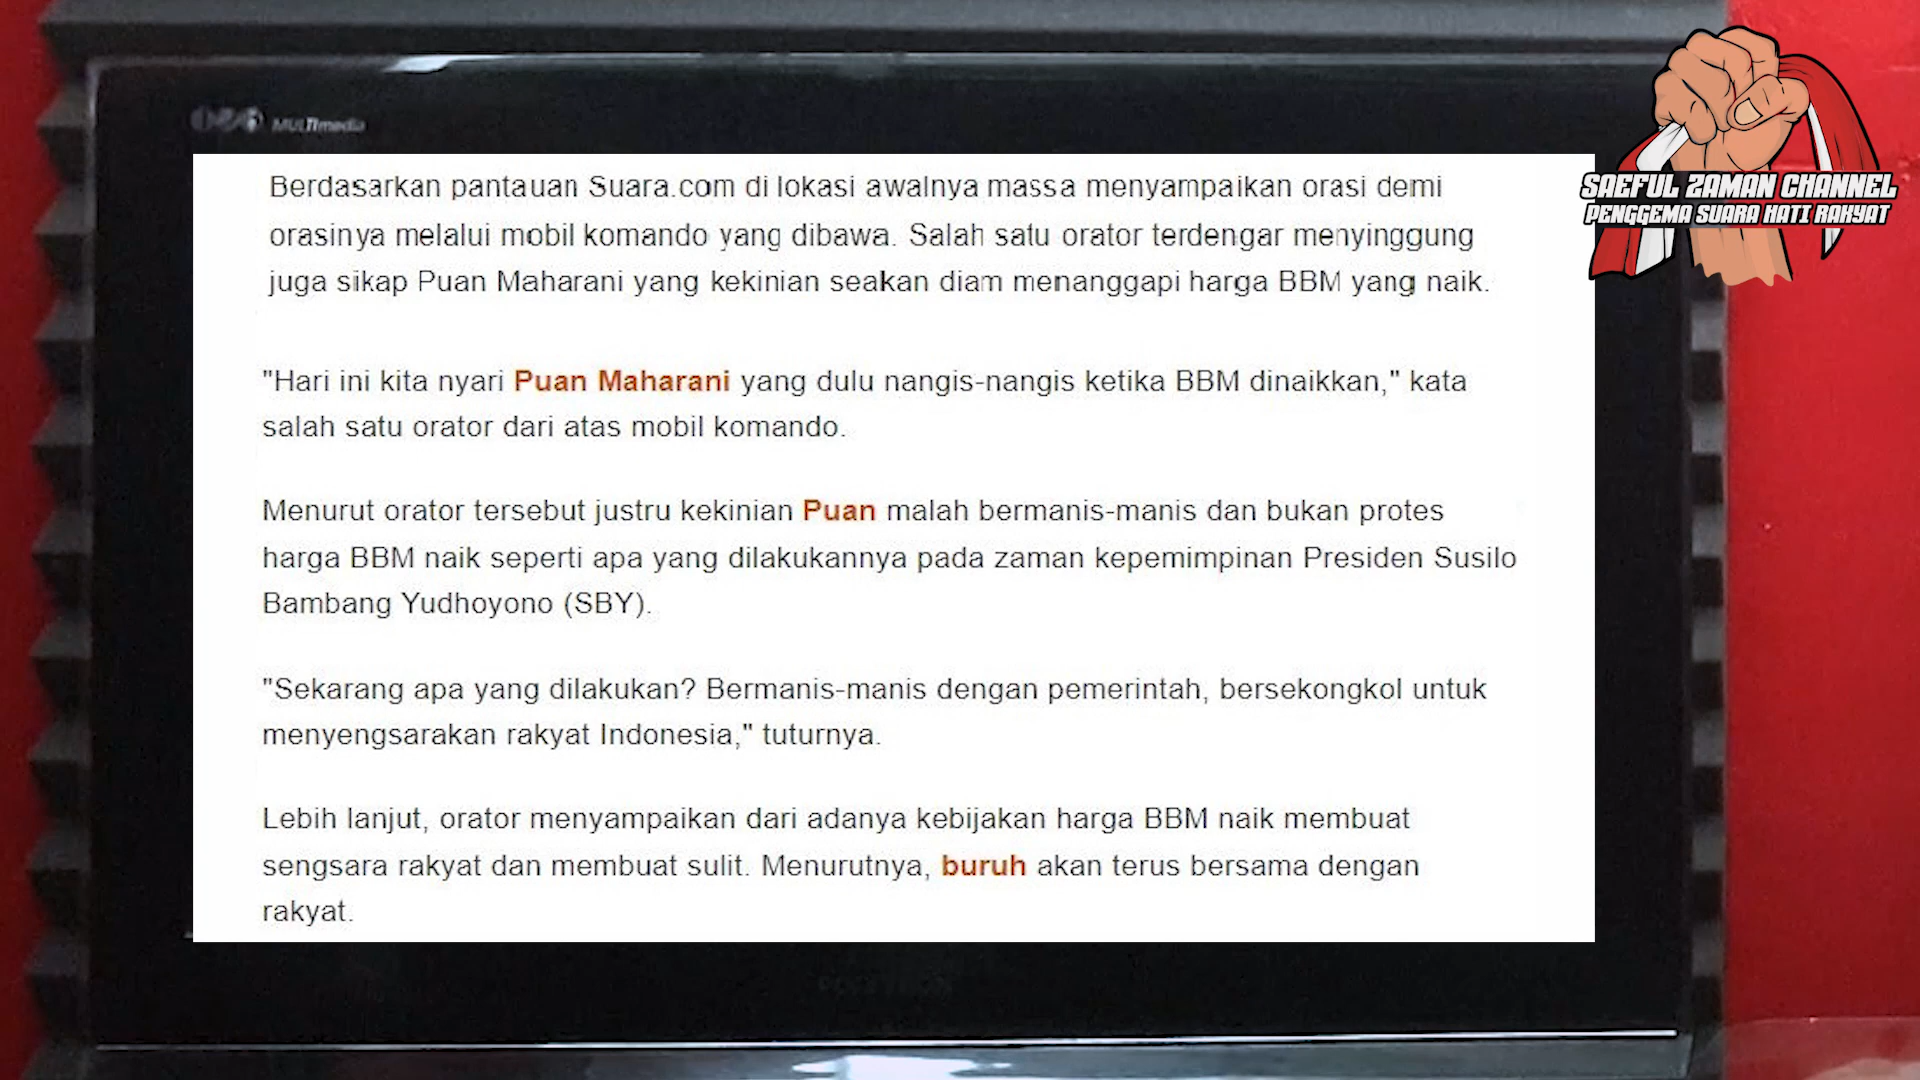 MULTImedia
SAEFUL ZAMAN CHANNEL
PENGGEMA SUARA HATI RAKYAT
Berdasarkan pantauan Suara.com di lokasi awalnya massa menyampaikan orasi demi
orasinya melalui mobil komando yang dibawa. Salah satu orator terdengar menyinggung
juga sikap Puan Maharani yang kekinian seakan diam menanggapi harga BBM yang naik.
"Hari ini kita nyari Puan Maharani yang dulu nangis-nangis ketika BBM dinaikkan," kata
salah satu orator dari atas mobil komando.
Menurut orator tersebut justru kekinian Puan malah bermanis-manis dan bukan protes
harga BBM naik seperti apa yang dilakukannya pada zaman kepemimpinan Presiden Susilo
Bambang Yudhoyono (SBY).
"Sekarang apa yang dilakukan? Bermanis-manis dengan pemerintah, bersekongkol untuk
menyengsarakan rakyat Indonesia," tuturnya.
Lebih lanjut, orator menyampaikan dari adanya kebijakan harga BBM naik membuat
sengsara rakyat dan membuat sulit. Menurutnya, buruh akan terus bersama dengan
rakyat.